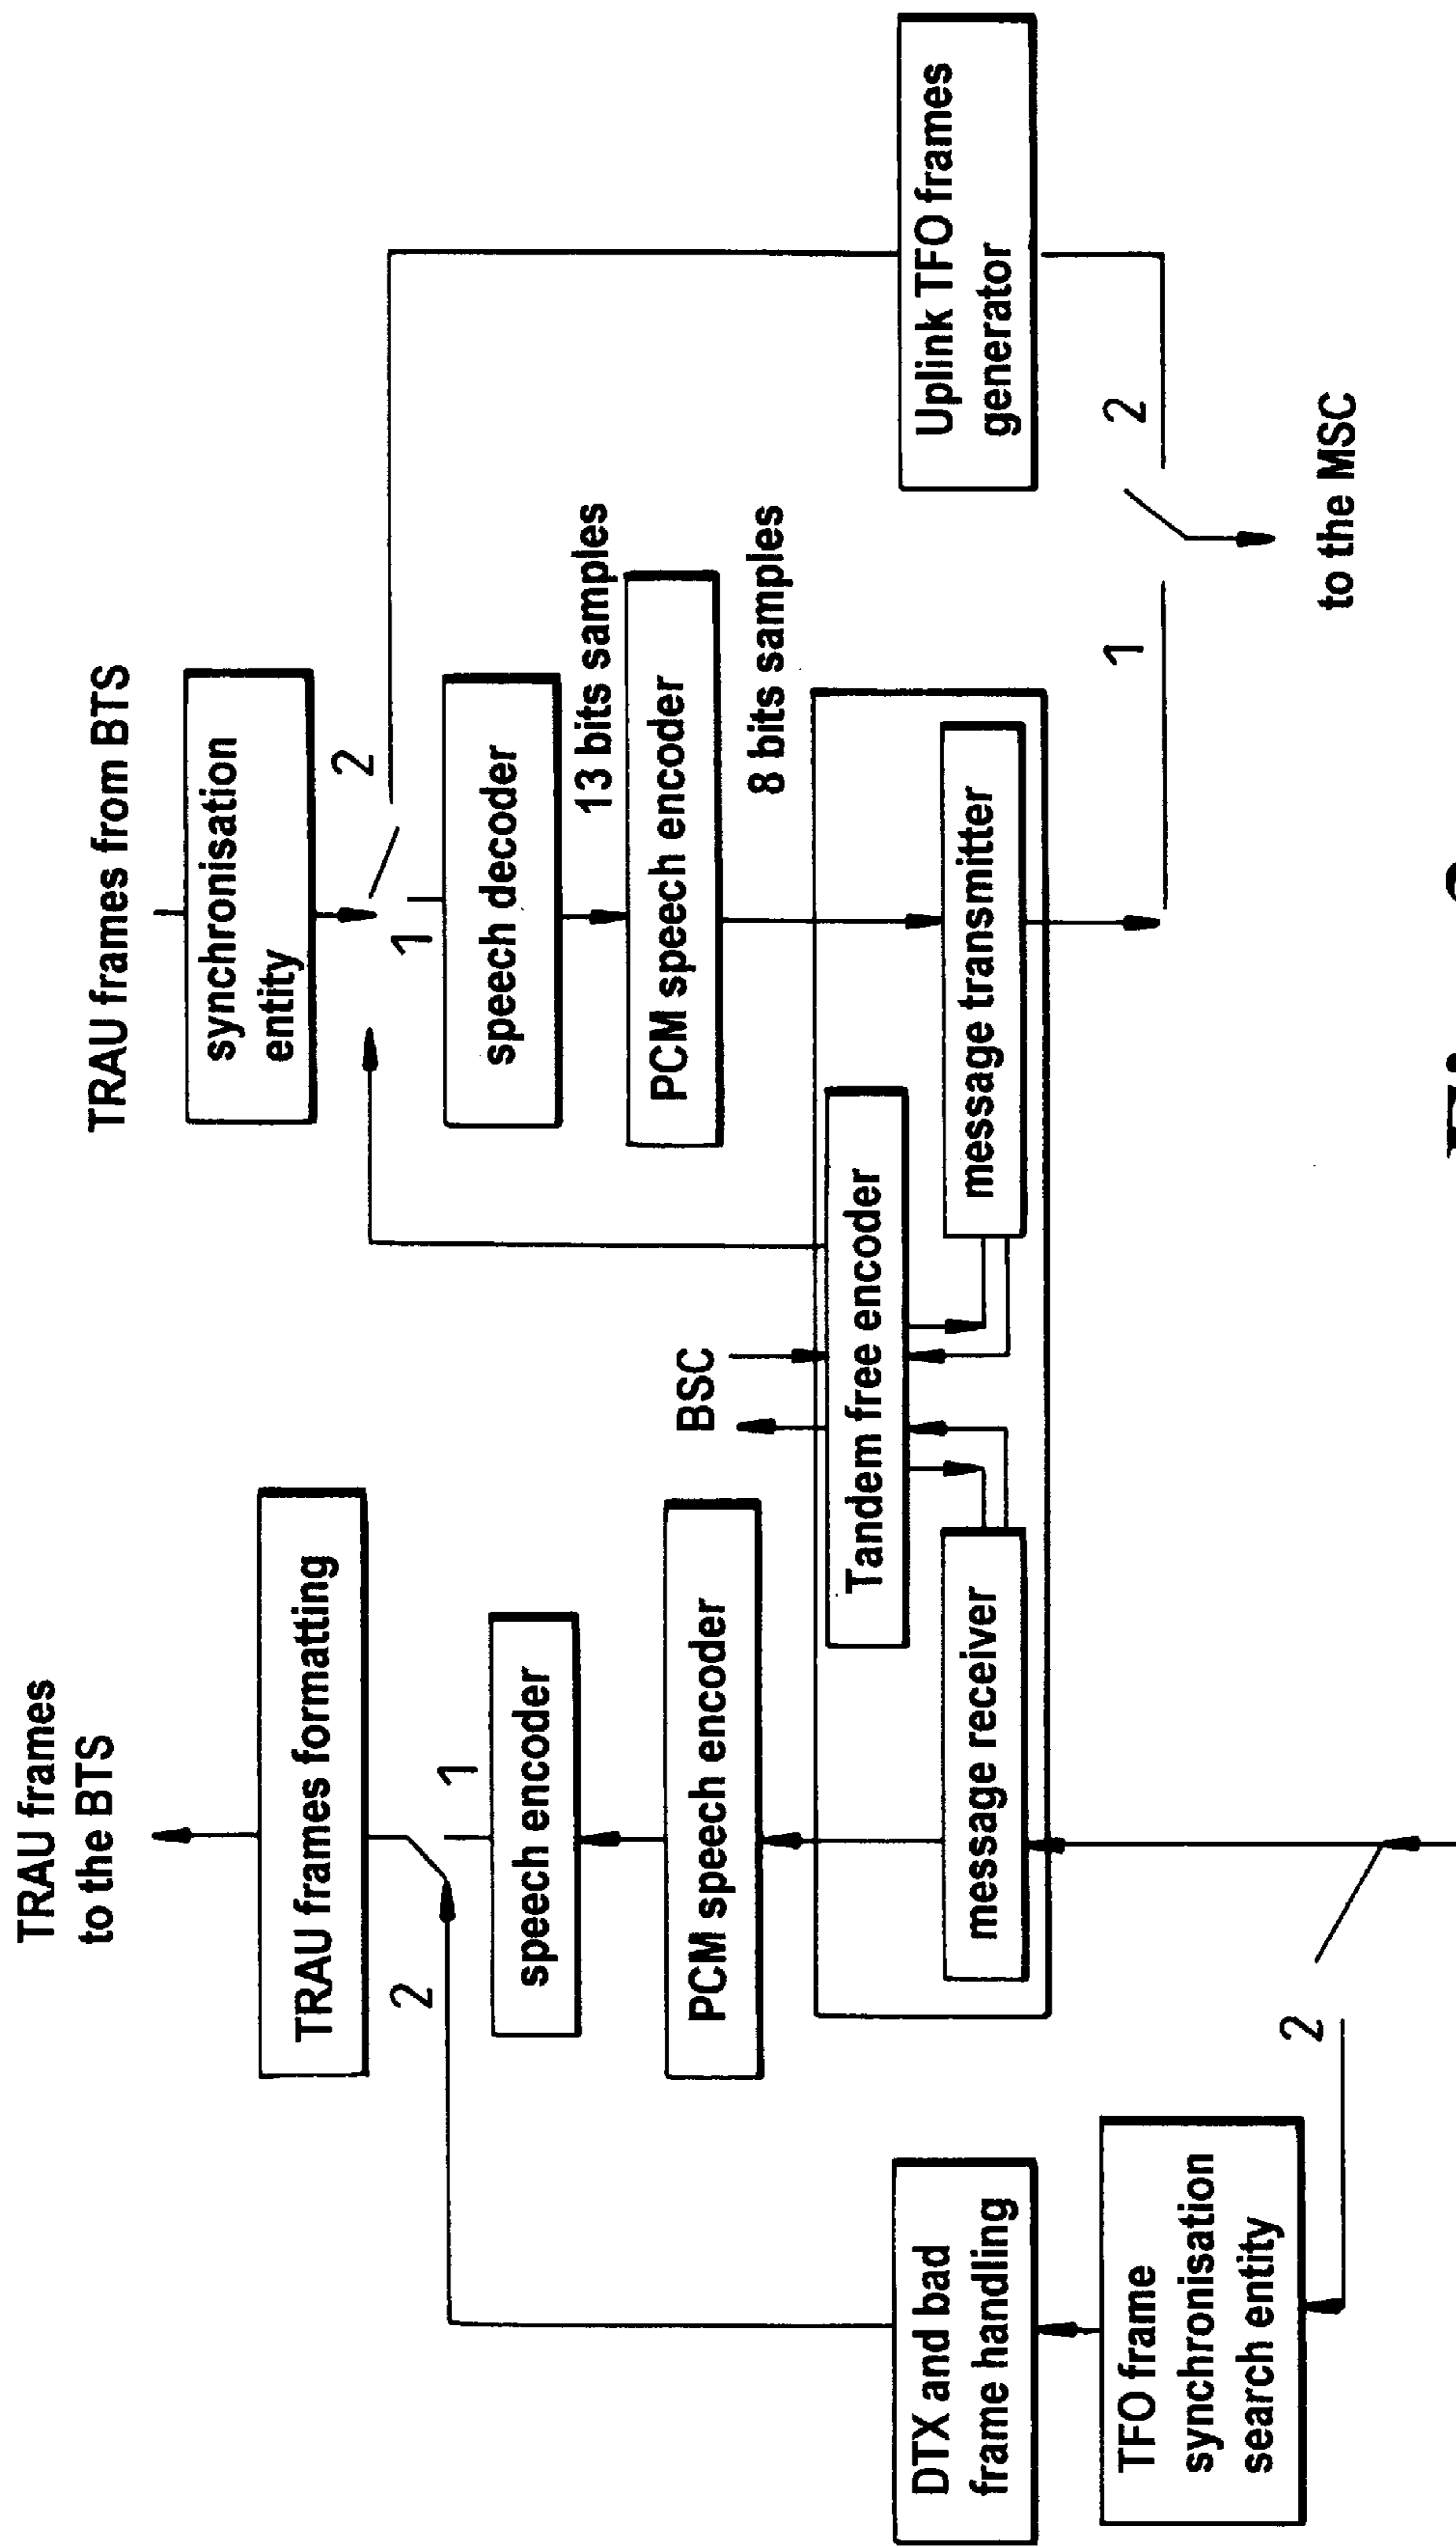 TRAU frames
to the BTS
TRAU frames formatting
2
1
speech encoder
PCM speech encoder
DTX and bad
frame handling
TFO frame
synchronisation
search entity
2
message receiver
Tandem free encoder
BSC
message transmitter
TRAU frames from BTS
synchronisation
entity
2
1
speech decoder
13 bits samples
PCM speech encoder
8 bits samples
Uplink TFO frames
generator
1
2
to the MSC